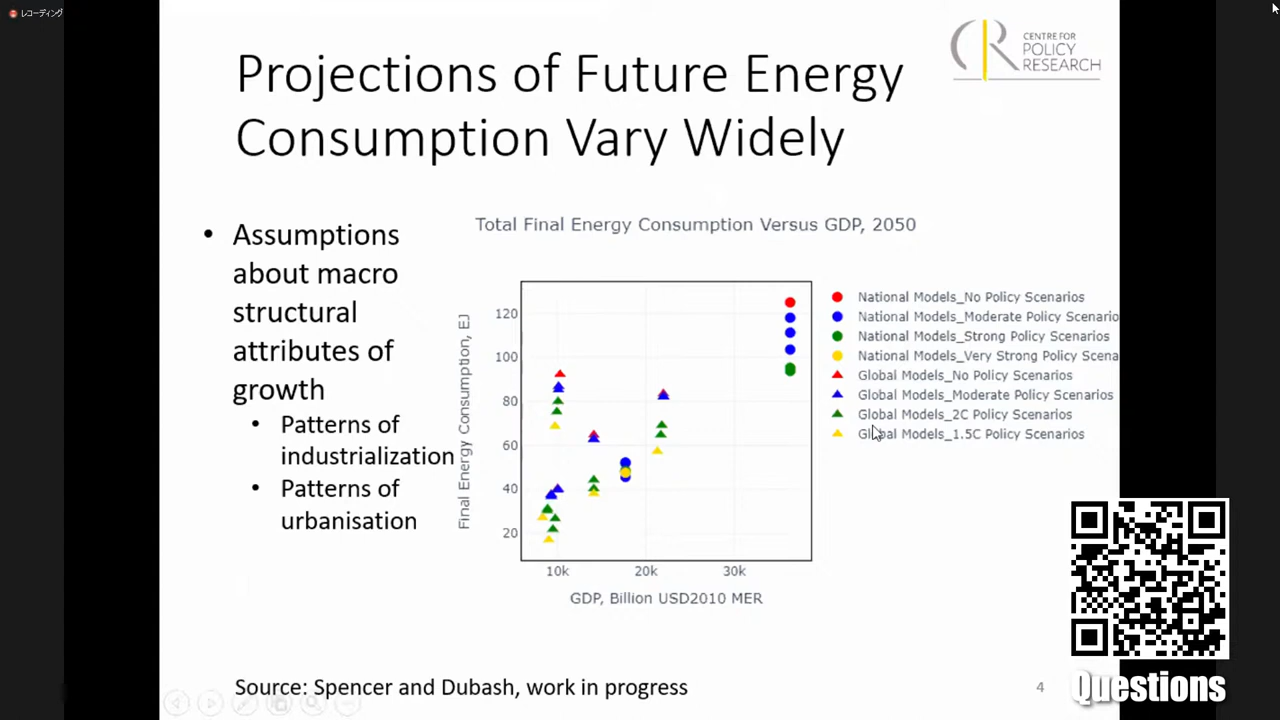 レコーディング
Projections of Future Energy
Consumption Vary Widely
CENTRE FOR
POLICY
RESEARCH
• Assumptions
about macro
structural
attributes of
growth
• Patterns of
industrialization
• Patterns of
urbanisation
Total Final Energy Consumption Versus GDP, 2050
Final Energy Consumption, EJ
120
100
80
60
40
20
10k 20k 30k
GDP, Billion USD2010 MER
National Models_No Policy Scenarios
National Models_Moderate Policy Scenario
National Models_Strong Policy Scenarios
National Models_Very Strong Policy Scena
Global Models_No Policy Scenarios
Global Models_Moderate Policy Scenarios
Global Models_2C Policy Scenarios
Global Models_1.5C Policy Scenarios
Source: Spencer and Dubash, work in progress
4
Questions